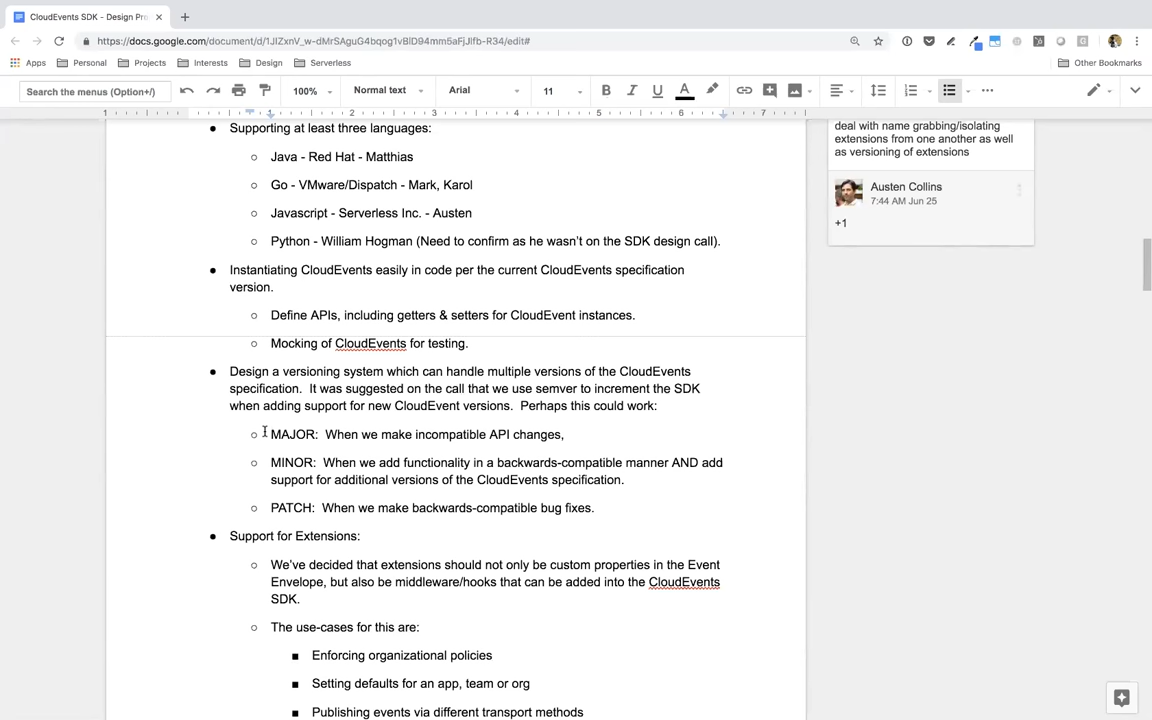 CloudEvents SDK - Design Pro
https://docs.google.com/document/d/1JIZxnV_w-dMrSAguG4bqog1vBlD94mm5aFjJlfb-R34/edit#
Apps Personal Projects Interests Design Serverless Other Bookmarks
Search the menus (Option+/) 100% Normal text Arial 11 B I U A
1 1 2 3 4 5 6 7
Supporting at least three languages:
Java - Red Hat - Matthias
Go - VMware/Dispatch - Mark, Karol
Javascript - Serverless Inc. - Austen
Python - William Hogman (Need to confirm as he wasn't on the SDK design call).
Instantiating CloudEvents easily in code per the current CloudEvents specification
version.
Define APIs, including getters & setters for CloudEvent instances.
Mocking of CloudEvents for testing.
Design a versioning system which can handle multiple versions of the CloudEvents
specification. It was suggested on the call that we use semver to increment the SDK
when adding support for new CloudEvent versions. Perhaps this could work:
MAJOR: When we make incompatible API changes,
MINOR: When we add functionality in a backwards-compatible manner AND add
support for additional versions of the CloudEvents specification.
PATCH: When we make backwards-compatible bug fixes.
Support for Extensions:
We've decided that extensions should not only be custom properties in the Event
Envelope, but also be middleware/hooks that can be added into the CloudEvents
SDK.
The use-cases for this are:
Enforcing organizational policies
Setting defaults for an app, team or org
Publishing events via different transport methods
deal with name grabbing/isolating
extensions from one another as well
as versioning of extensions
Austen Collins
7:44 AM Jun 25
+1